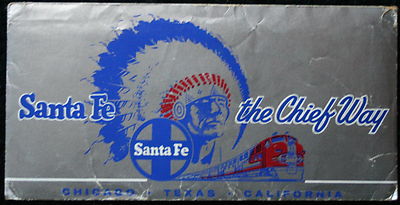 Santa Fe the Chief Way
Santa Fe
CHICAGO - TEXAS - CALIFORNIA